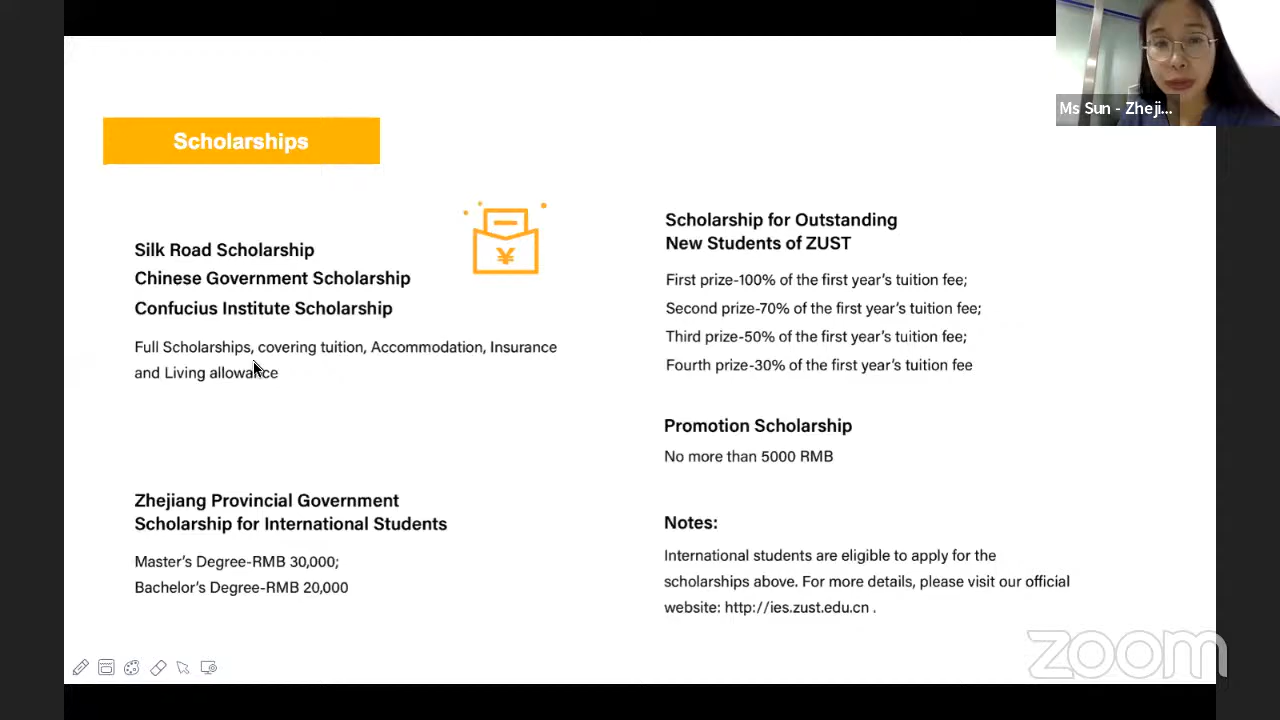 Ms Sun - Zheji...
Scholarships
Silk Road Scholarship
Chinese Government Scholarship
Confucius Institute Scholarship
Full Scholarships, covering tuition, Accommodation, Insurance
and Living allowance
Zhejiang Provincial Government
Scholarship for International Students
Master's Degree-RMB 30,000;
Bachelor's Degree-RMB 20,000
¥
Scholarship for Outstanding
New Students of ZUST
First prize-100% of the first year's tuition fee;
Second prize-70% of the first year's tuition fee;
Third prize-50% of the first year's tuition fee;
Fourth prize-30% of the first year's tuition fee
Promotion Scholarship
No more than 5000 RMB
Notes:
International students are eligible to apply for the
scholarships above. For more details, please visit our official
website: http://ies.zust.edu.cn .
zoom